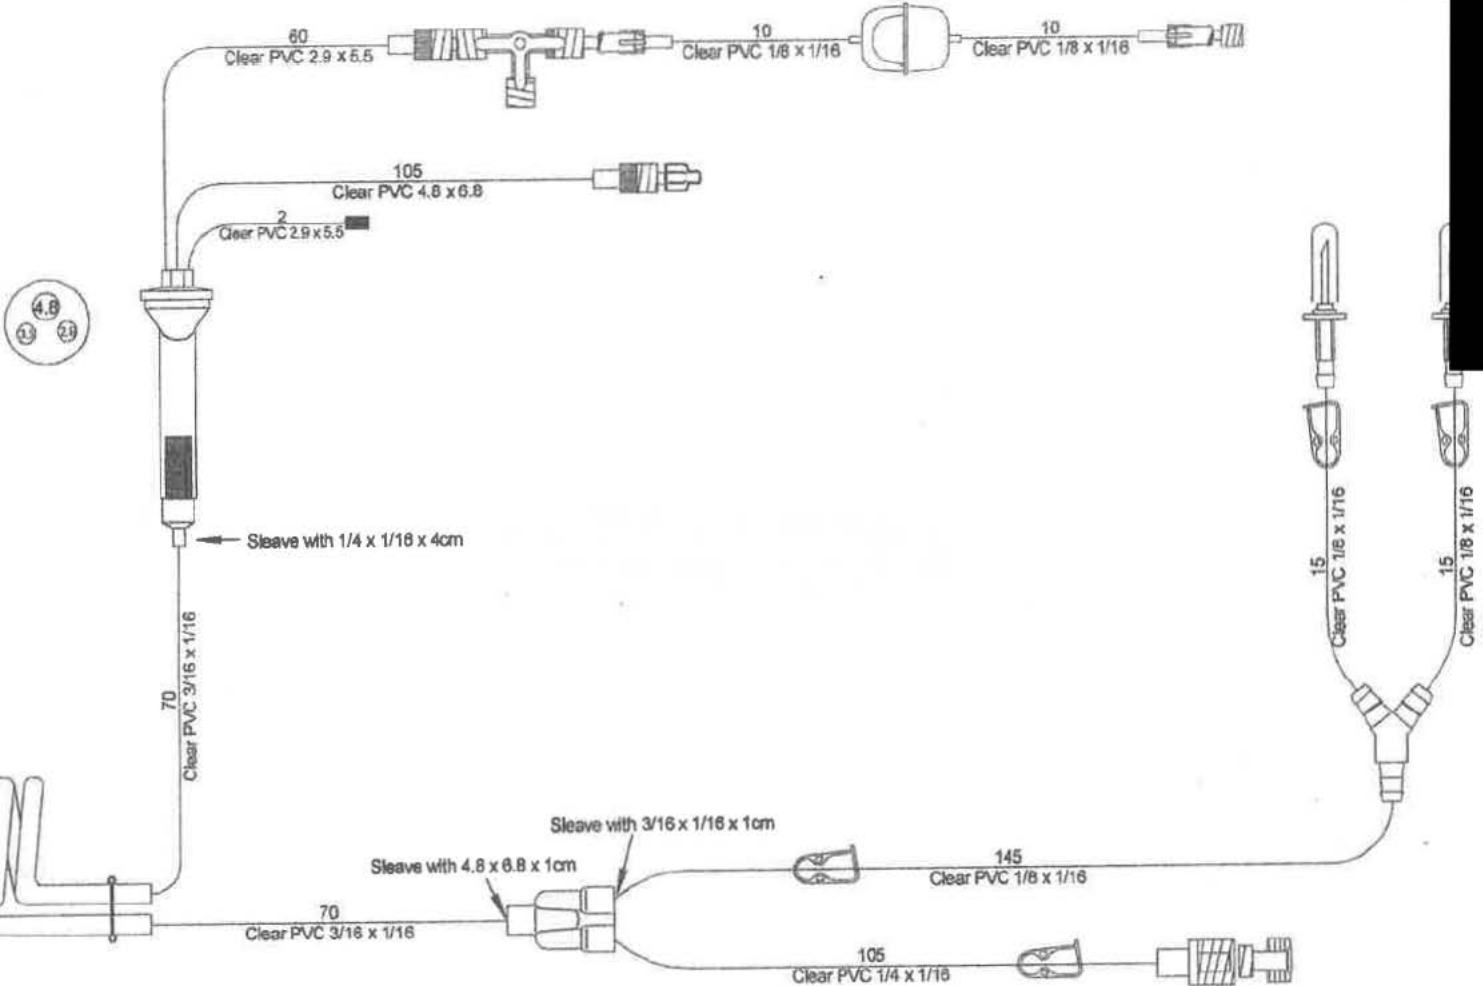 60
Clear PVC 2.9 x 5.5
10
Clear PVC 1/8 x 1/16
10
Clear PVC 1/8 x 1/16
105
Clear PVC 4.8 x 6.8
2
Clear PVC 2.9 x 5.5
4.8
2.9
Sleave with 1/4 x 1/16 x 4cm
70
Clear PVC 3/16 x 1/16
15
Clear PVC 1/8 x 1/16
15
Clear PVC 1/8 x 1/16
Sleave with 3/16 x 1/16 x 1cm
Sleave with 4.8 x 6.8 x 1cm
145
Clear PVC 1/8 x 1/16
70
Clear PVC 3/16 x 1/16
105
Clear PVC 1/4 x 1/16